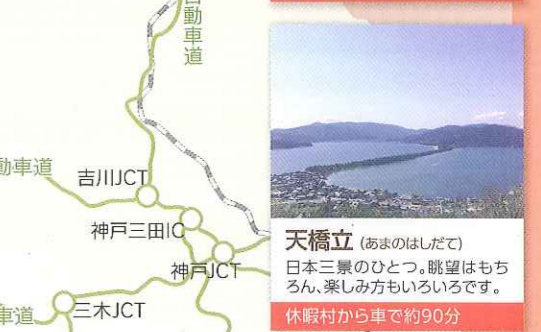 自動車道
動車道
吉川JCT
神戸三田IC
神戸JCT
車道
三木JCT
天橋立 (あまのはしだて)
日本三景のひとつ。眺望はもち
ろん、楽しみ方もいろいろです。
休暇村から車で約90分